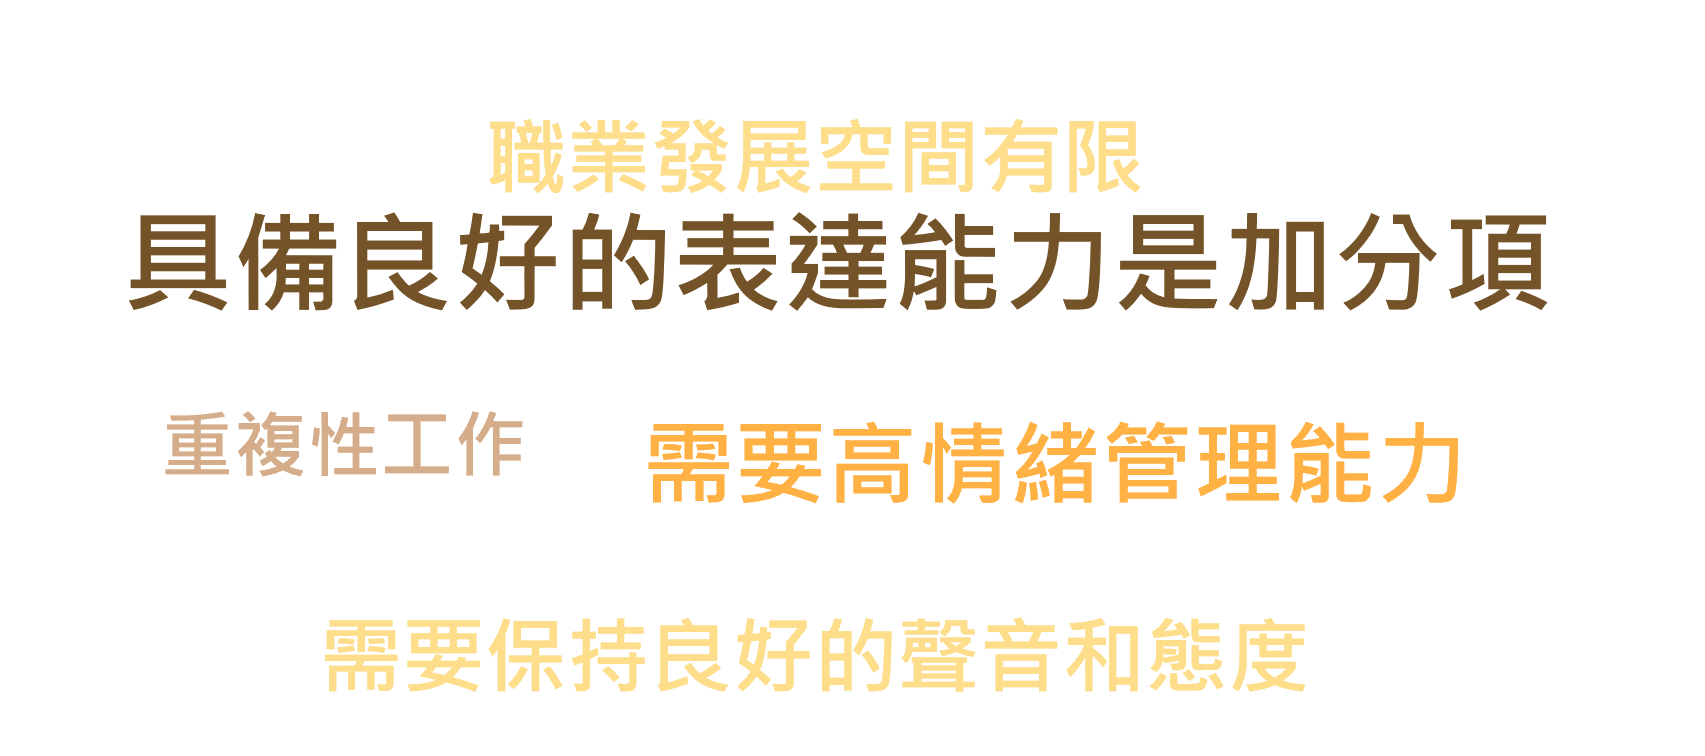 職業發展空間有限
具備良好的表達能力是加分項
重複性工作
需要高情緒管理能力
需要保持良好的聲音和態度